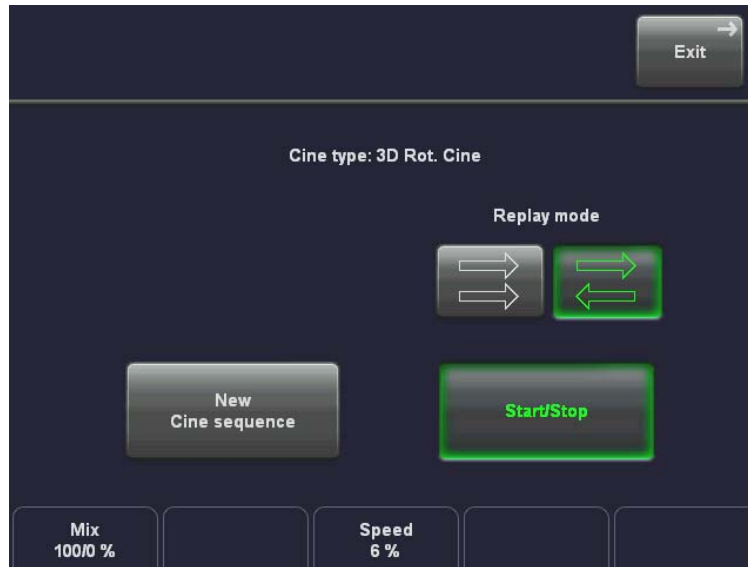 Exit
Cine type: 3D Rot. Cine
Replay mode
New
Cine sequence
Start/Stop
Mix
100/0 %
Speed
6 %